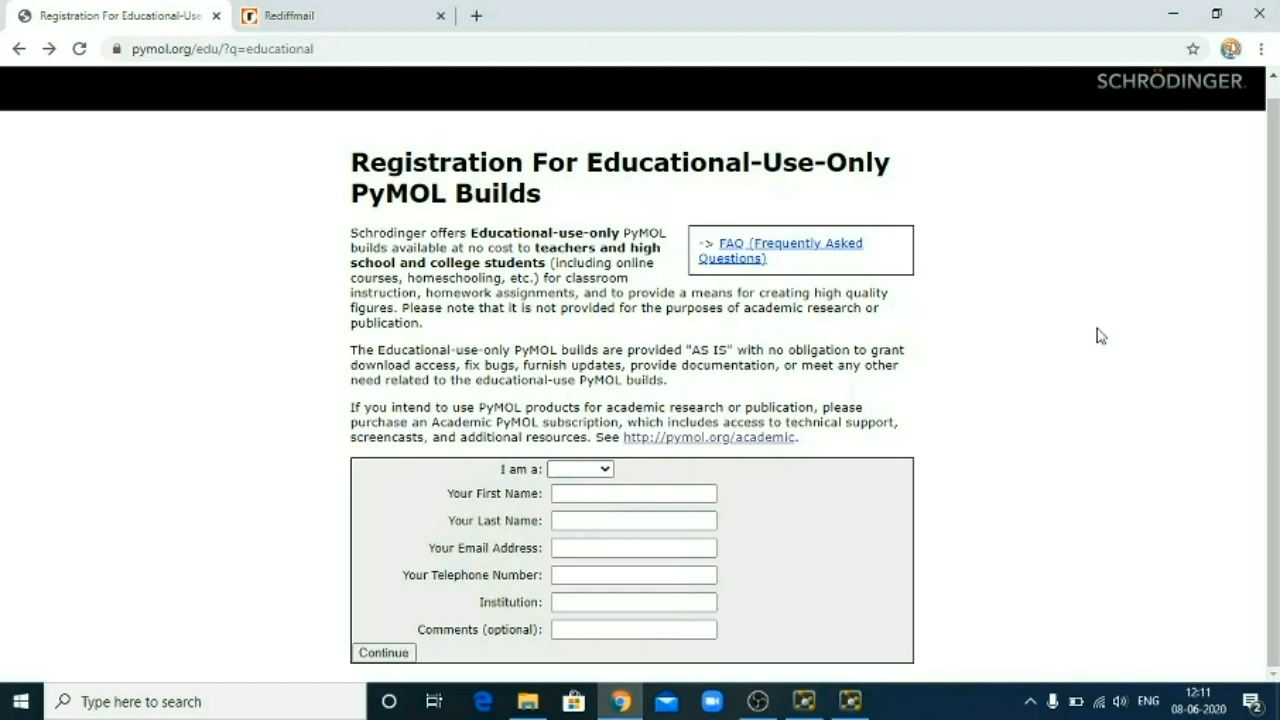 Registration For Educational-Use
Rediffmail
pymol.org/edu/?q=educational
SCHRÖDINGER
Registration For Educational-Use-Only
PyMOL Builds
Schrodinger offers Educational-use-only PyMOL
builds available at no cost to teachers and high
school and college students (including online
courses, homeschooling, etc.) for classroom
instruction, homework assignments, and to provide a means for creating high quality
figures. Please note that it is not provided for the purposes of academic research or
publication.
-> FAQ (Frequently Asked
Questions)
The Educational-use-only PyMOL builds are provided "AS IS" with no obligation to grant
download access, fix bugs, furnish updates, provide documentation, or meet any other
need related to the educational-use PyMOL builds.
If you intend to use PyMOL products for academic research or publication, please
purchase an Academic PyMOL subscription, which includes access to technical support,
screencasts, and additional resources. See http://pymol.org/academic.
I am a:
Your First Name:
Your Last Name:
Your Email Address:
Your Telephone Number:
Institution:
Comments (optional):
Continue
Type here to search
ENG
12:11
08-06-2020
2